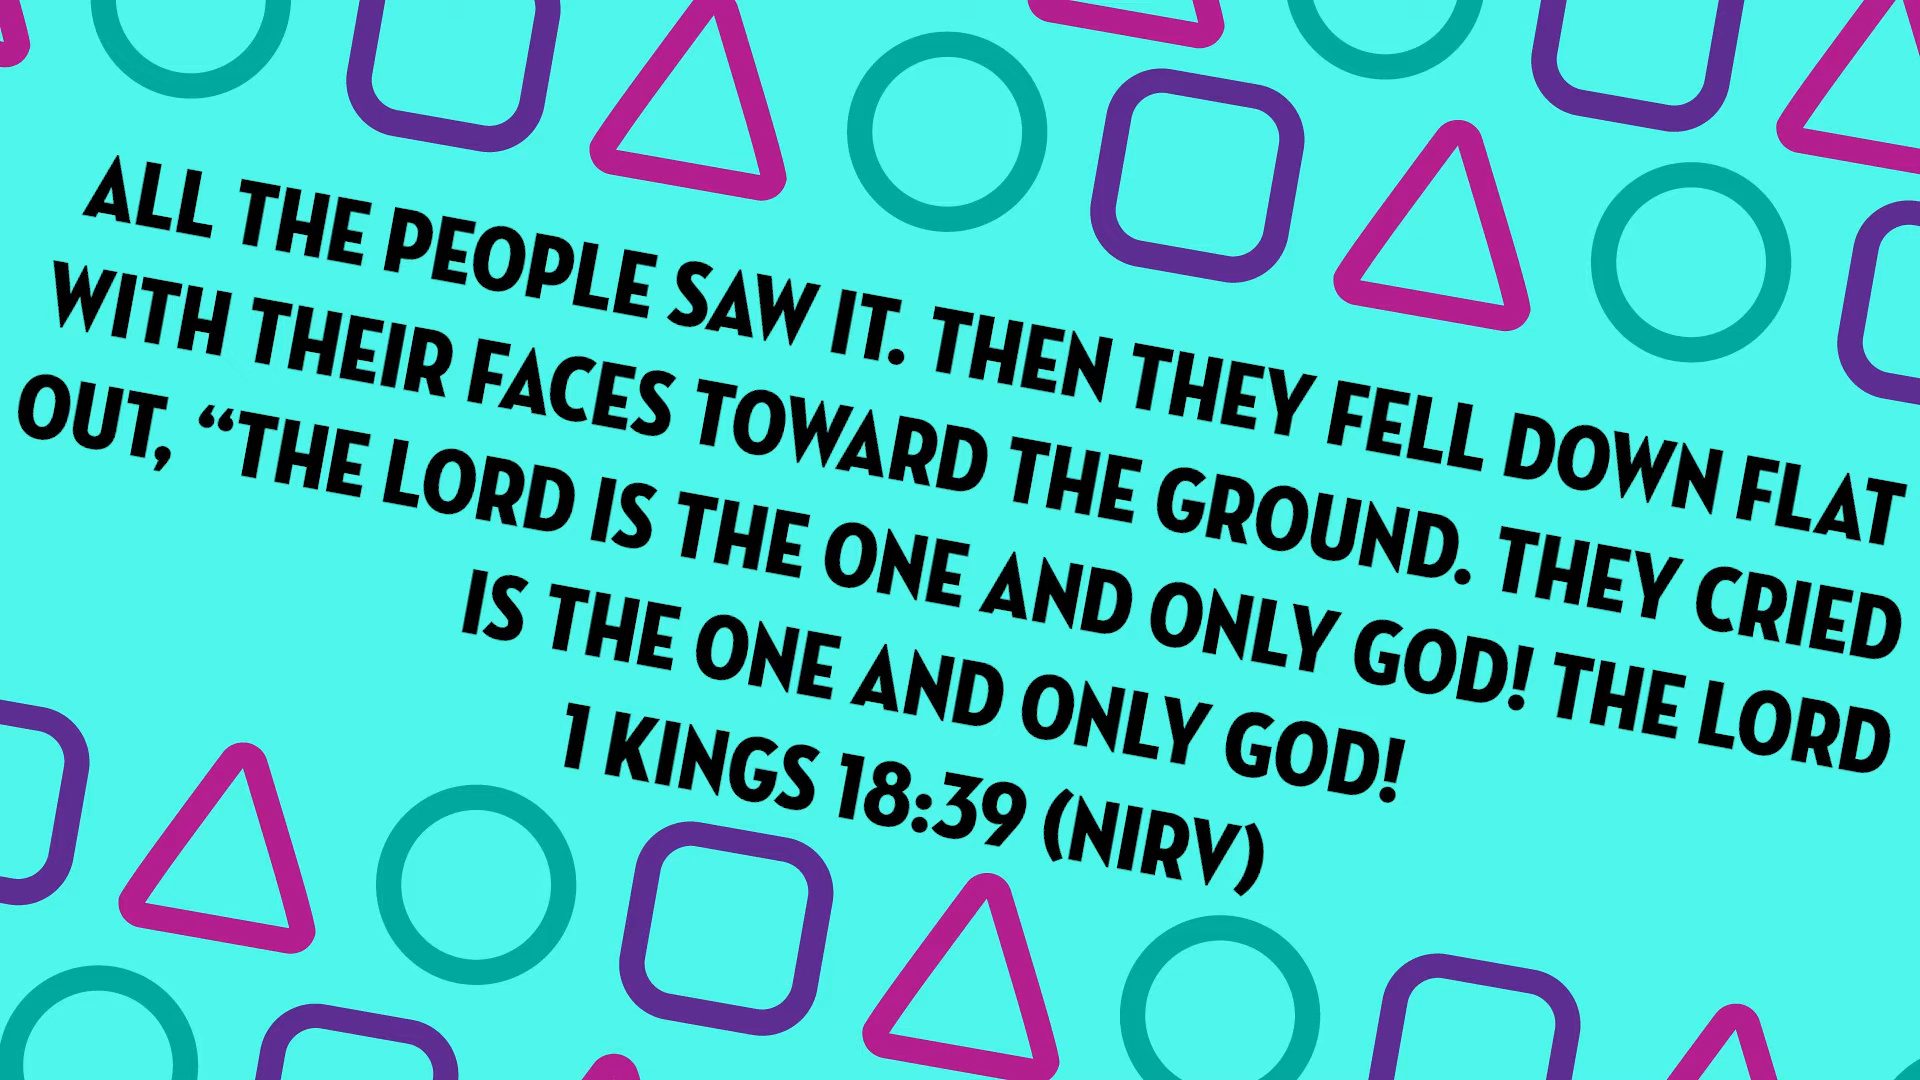 ALL THE PEOPLE SAW IT. THEN THEY FELL DOWN FLAT
WITH THEIR FACES TOWARD THE GROUND. THEY CRIED
OUT, “THE LORD IS THE ONE AND ONLY GOD! THE LORD
IS THE ONE AND ONLY GOD!
1 KINGS 18:39 (NIRV)